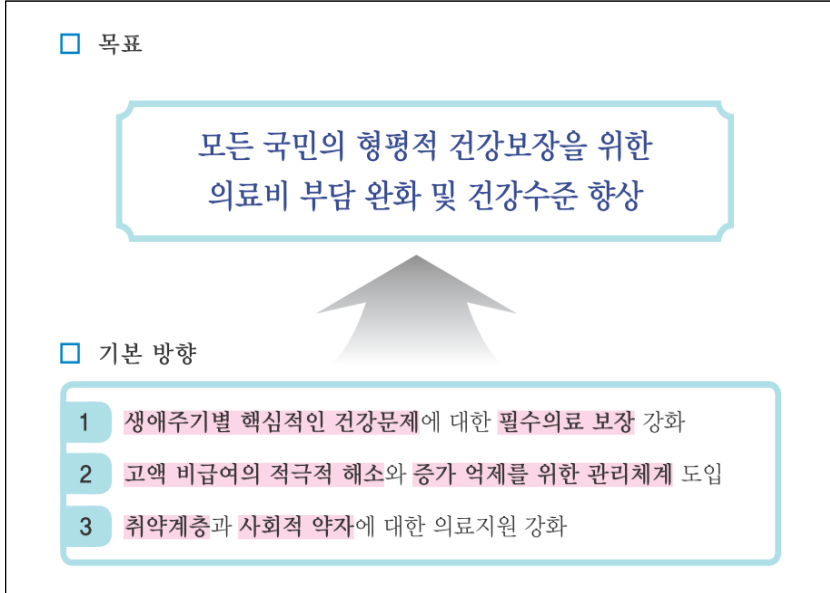 목표
모든 국민의 형평적 건강보장을 위한
의료비 부담 완화 및 건강수준 향상
기본 방향
1 생애주기별 핵심적인 건강문제에 대한 필수의료 보장 강화
2 고액 비급여의 적극적 해소와 증가 억제를 위한 관리체계 도입
3 취약계층과 사회적 약자에 대한 의료지원 강화